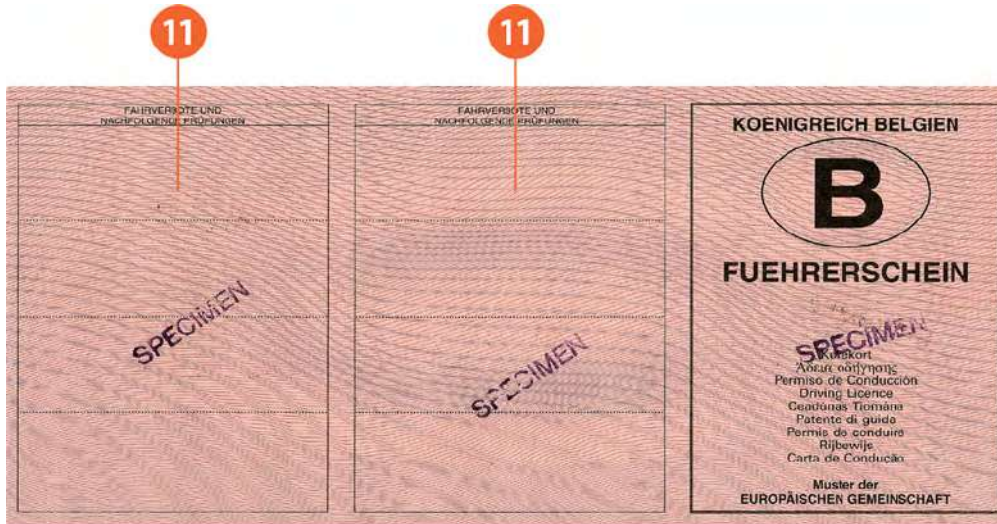 11
11
FAHRVERBOTE UND
NACHFOLGENDE PRÜFUNGEN
SPECIMEN
FAHRVERBOTE UND
NACHFOLGENDE PRÜFUNGEN
SPECIMEN
KOENIGREICH BELGIEN
B
FUEHRERSCHEIN
SPECIMEN
Kørekort
Άδεια οδήγησης
Permiso de Conducción
Driving Licence
Ceadúnas Tiomána
Patente di guida
Permis de conduire
Rijbewijs
Carta de Condução
Muster der
EUROPÄISCHEN GEMEINSCHAFT